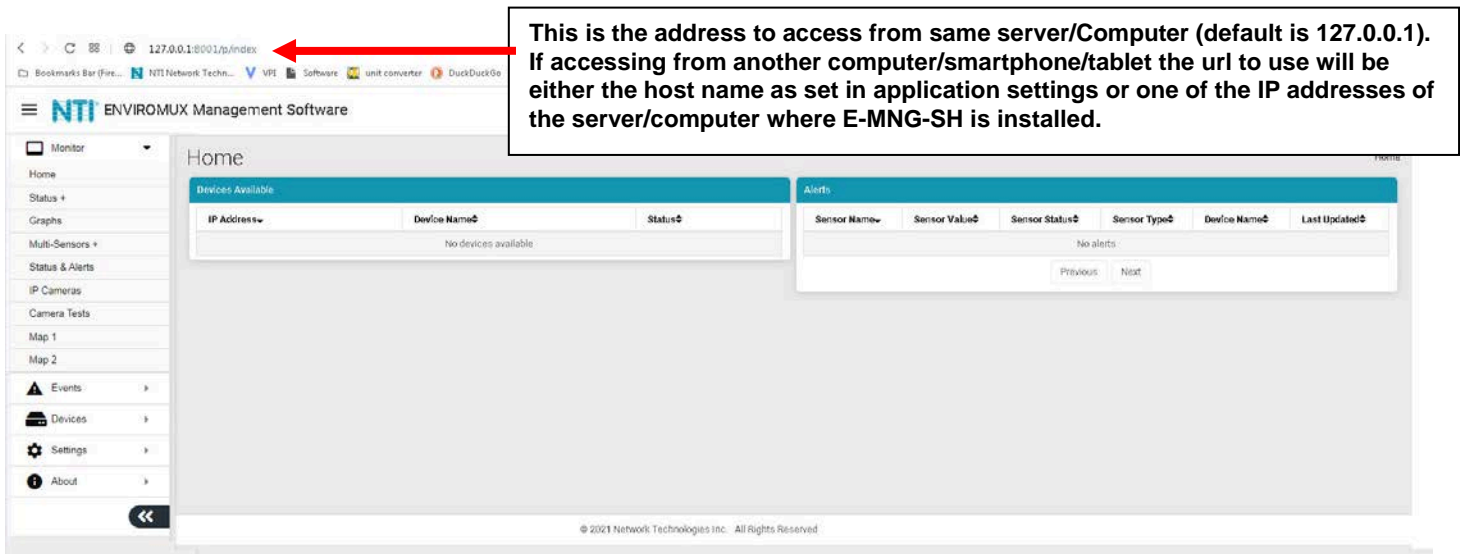 This is the address to access from same server/Computer (default is 127.0.0.1).
If accessing from another computer/smartphone/tablet the url to use will be
either the host name as set in application settings or one of the IP addresses of
the server/computer where E-MNG-SH is installed.
127.0.0.1:8001/p/index
Bookmarks Bar (Fire... NTI Network Techn... VPI Software unit converter DuckDuckGo
NTI ENVIROMUX Management Software
Monitor
Home
Status +
Graphs
Multi-Sensors +
Status & Alerts
IP Cameras
Camera Tests
Map 1
Map 2
Events
Devices
Settings
About
Home
Home
Devices Available
IP Address Device Name Status
No devices available
Alerts
Sensor Name Sensor Value Sensor Status Sensor Type Device Name Last Updated
No alerts
Previous Next
© 2021 Network Technologies Inc. All Rights Reserved